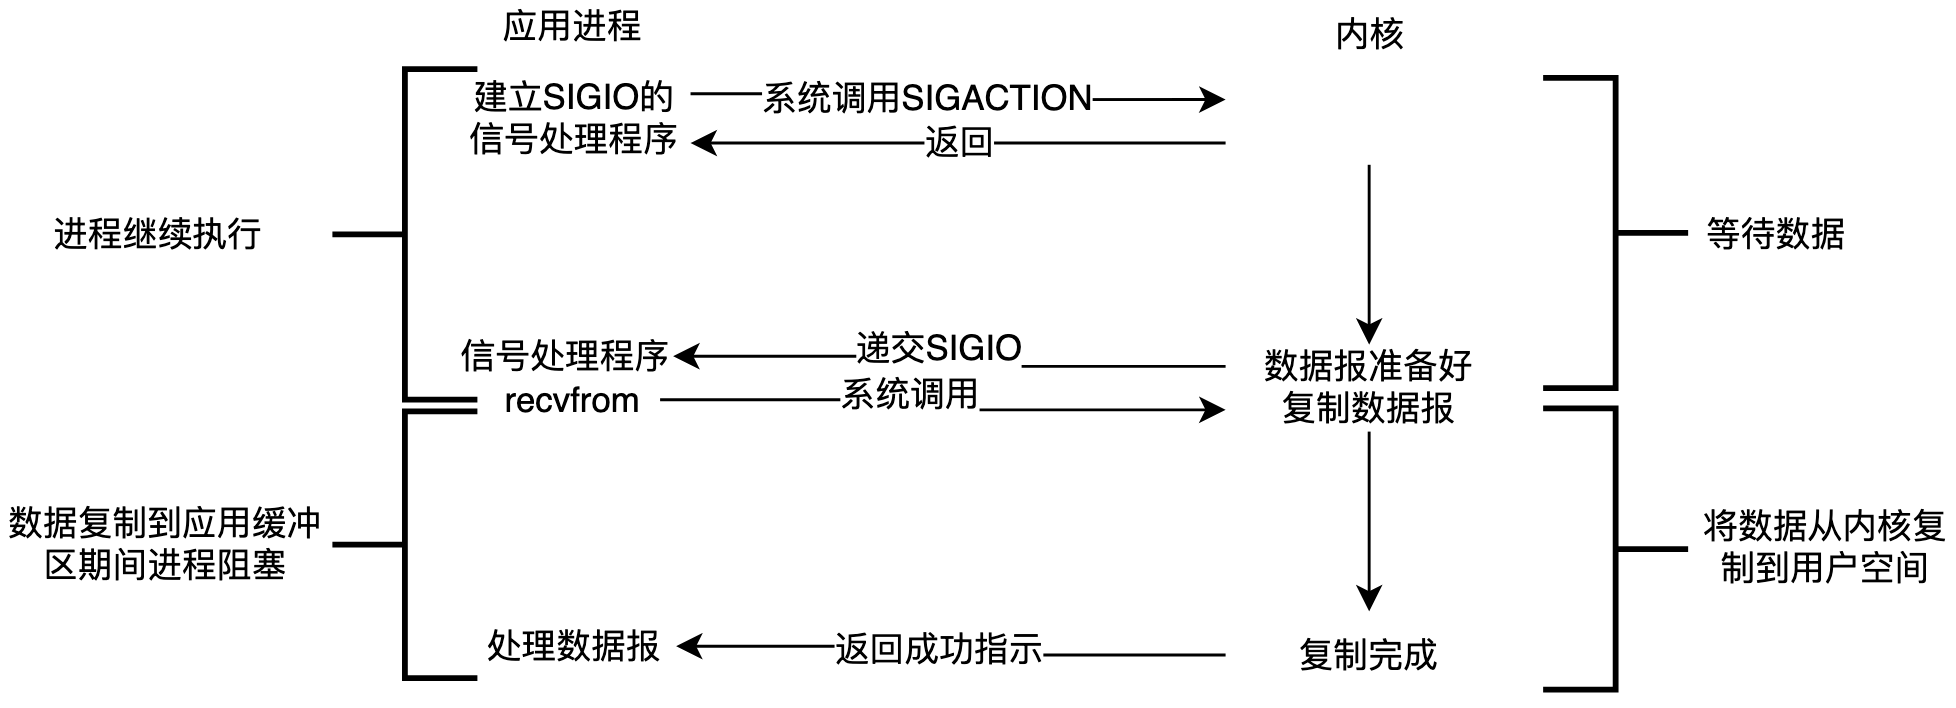 应用进程
内核
建立SIGIO的
信号处理程序
系统调用SIGACTION
返回
进程继续执行
等待数据
信号处理程序
递交SIGIO
数据报准备好
recvfrom
系统调用
复制数据报
数据复制到应用缓冲
区期间进程阻塞
将数据从内核复
制到用户空间
处理数据报
返回成功指示
复制完成